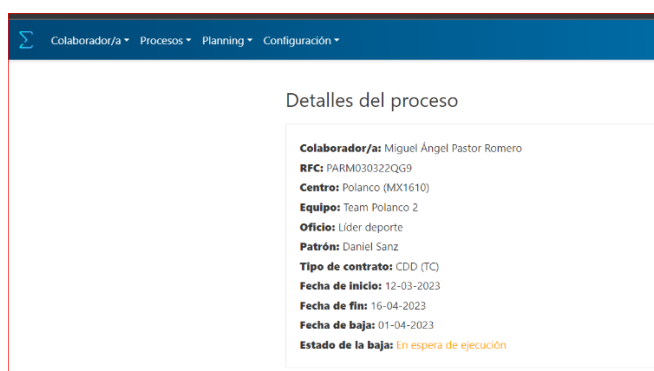 Σ Colaborador/a Procesos Planning Configuración
Detalles del proceso
Colaborador/a: Miguel Ángel Pastor Romero
RFC: PARM030322QG9
Centro: Polanco (MX1610)
Equipo: Team Polanco 2
Oficio: Líder deporte
Patrón: Daniel Sanz
Tipo de contrato: CDD (TC)
Fecha de inicio: 12-03-2023
Fecha de fin: 16-04-2023
Fecha de baja: 01-04-2023
Estado de la baja: En espera de ejecución